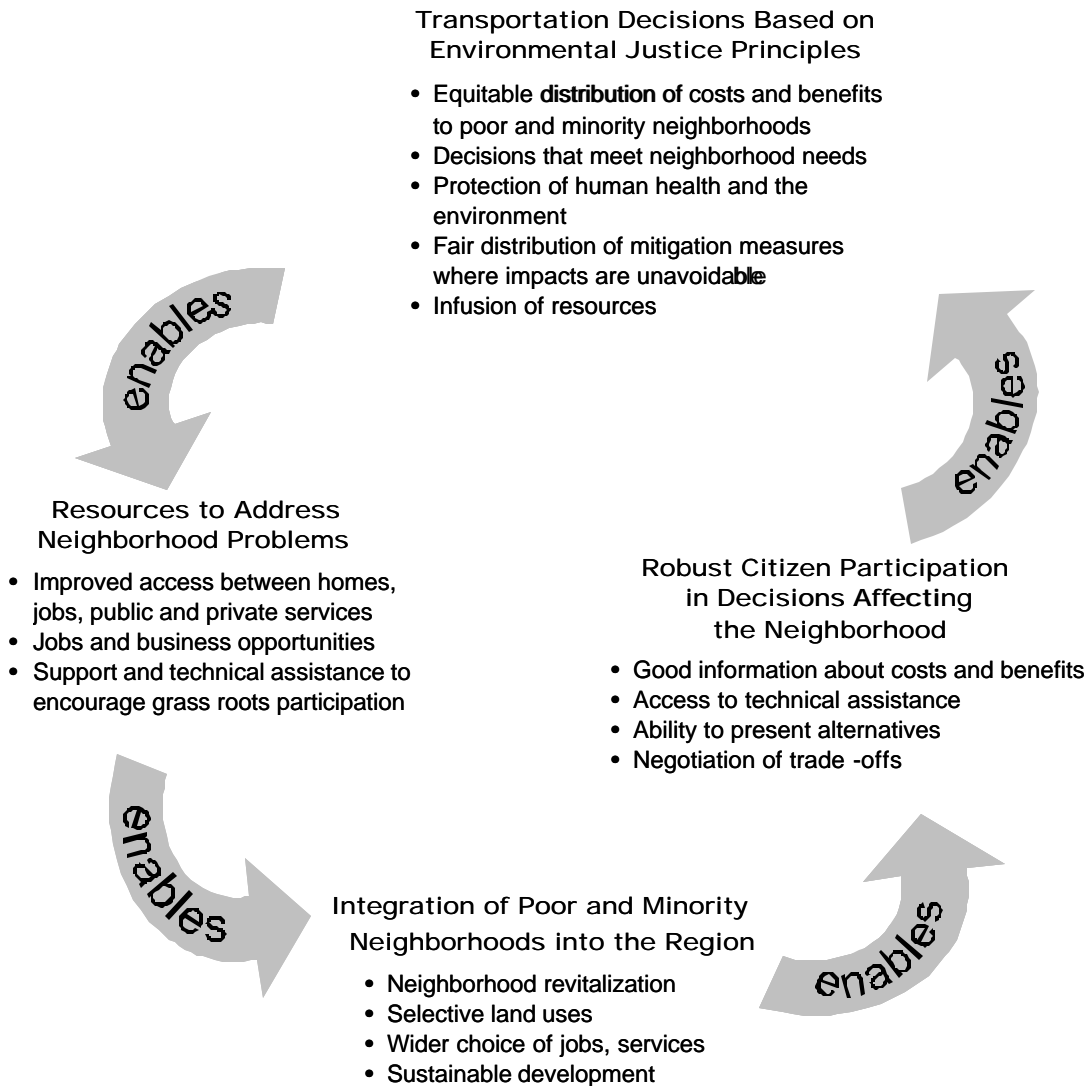 Transportation Decisions Based on
Environmental Justice Principles
• Equitable distribution of costs and benefits
to poor and minority neighborhoods
• Decisions that meet neighborhood needs
• Protection of human health and the
environment
• Fair distribution of mitigation measures
where impacts are unavoidable
• Infusion of resources
enables
Resources to Address
Neighborhood Problems
• Improved access between homes,
jobs, public and private services
• Jobs and business opportunities
• Support and technical assistance to
encourage grass roots participation
enables
Integration of Poor and Minority
Neighborhoods into the Region
• Neighborhood revitalization
• Selective land uses
• Wider choice of jobs, services
• Sustainable development
enables
Robust Citizen Participation
in Decisions Affecting
the Neighborhood
• Good information about costs and benefits
• Access to technical assistance
• Ability to present alternatives
• Negotiation of trade -offs
enables